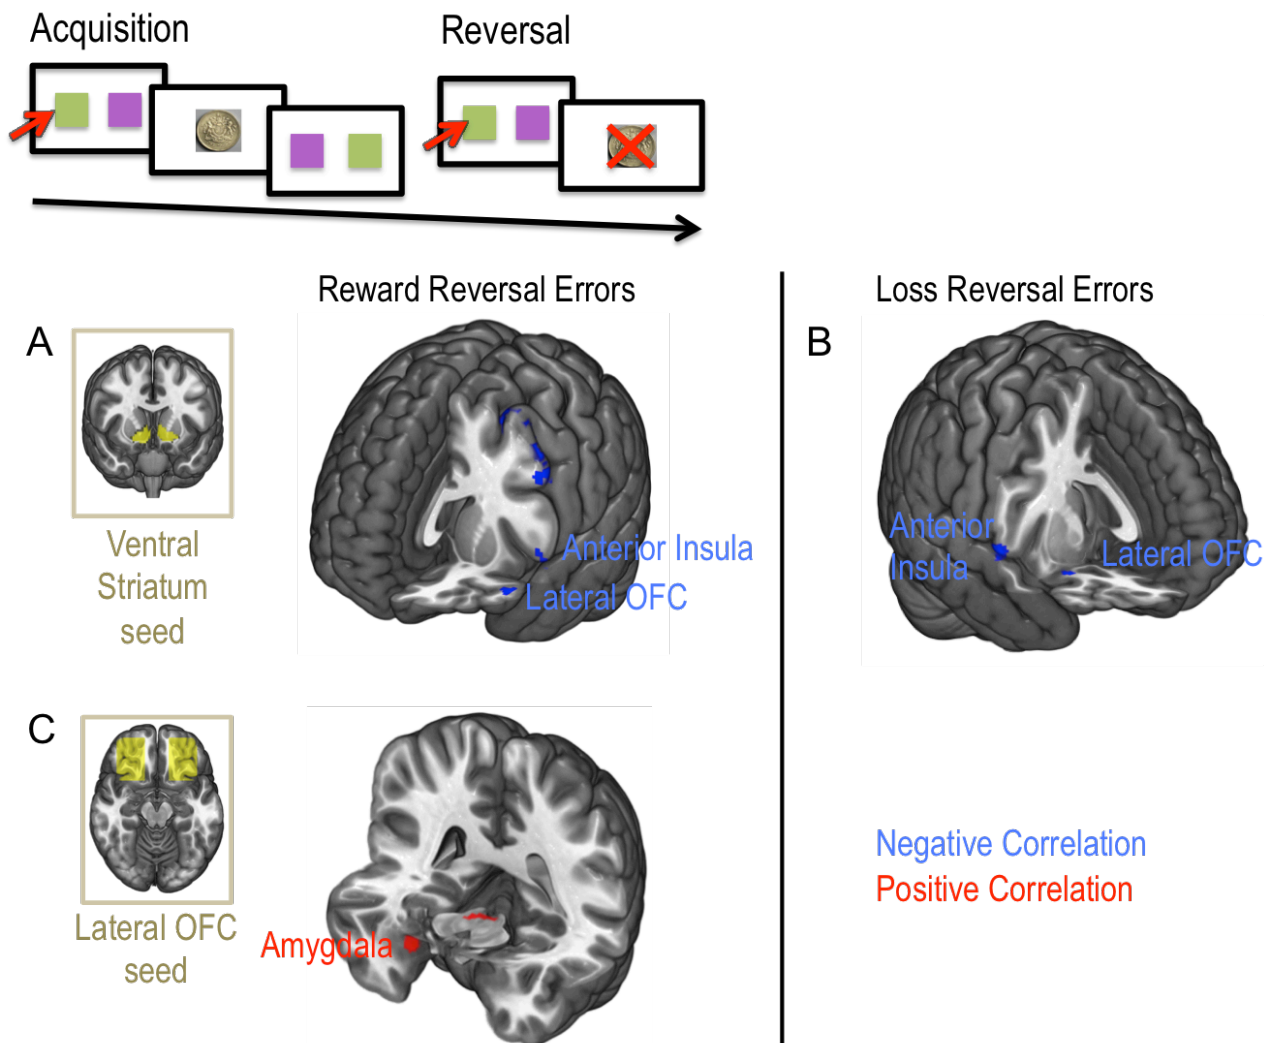 Acquisition
Reversal
Reward Reversal Errors
Loss Reversal Errors
A
B
Ventral
Striatum
seed
Anterior Insula
Lateral OFC
Anterior
Insula
Lateral OFC
C
Lateral OFC
seed
Amygdala
Negative Correlation
Positive Correlation